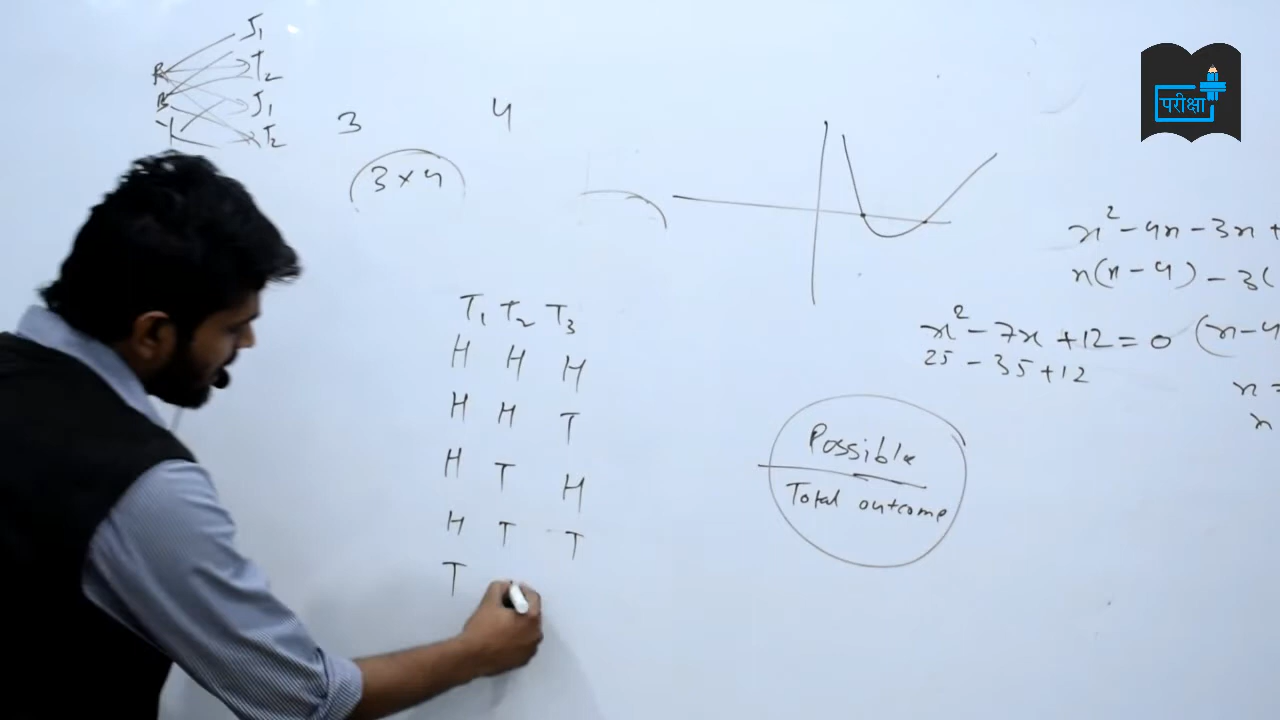 J1
R T2
B J1
Y T2
3 4
3 × 4
परीक्षा
x² - 4x - 3x +
x(x - 4) - 3(
x² - 7x + 12 = 0 (x - 4
25 - 35 + 12
x =
x
T1 T2 T3
H H H
H H T
H T H
H T T
T
Possible
Total outcome